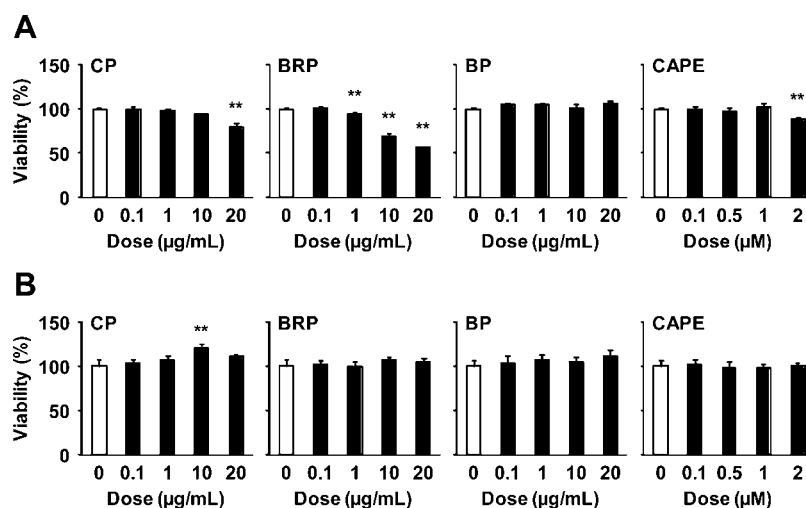 A
CP
BRP
BP
CAPE
Viability (%)
150
100
50
0
**
**
**
**
**
0 0.1 1 10 20
0 0.1 1 10 20
0 0.1 1 10 20
0 0.1 0.5 1 2
Dose (µg/mL)
Dose (µg/mL)
Dose (µg/mL)
Dose (µM)
B
CP
BRP
BP
CAPE
Viability (%)
150
100
50
0
**
0 0.1 1 10 20
0 0.1 1 10 20
0 0.1 1 10 20
0 0.1 0.5 1 2
Dose (µg/mL)
Dose (µg/mL)
Dose (µg/mL)
Dose (µM)